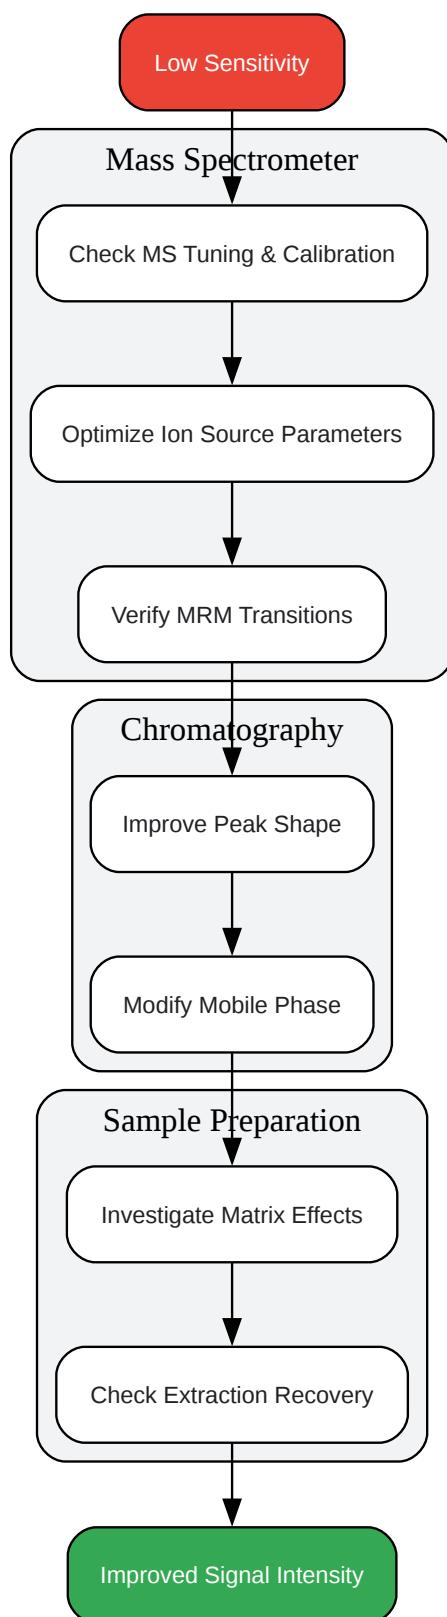 Low Sensitivity
Mass Spectrometer
Check MS Tuning & Calibration
Optimize Ion Source Parameters
Verify MRM Transitions
Chromatography
Improve Peak Shape
Modify Mobile Phase
Sample Preparation
Investigate Matrix Effects
Check Extraction Recovery
Improved Signal Intensity